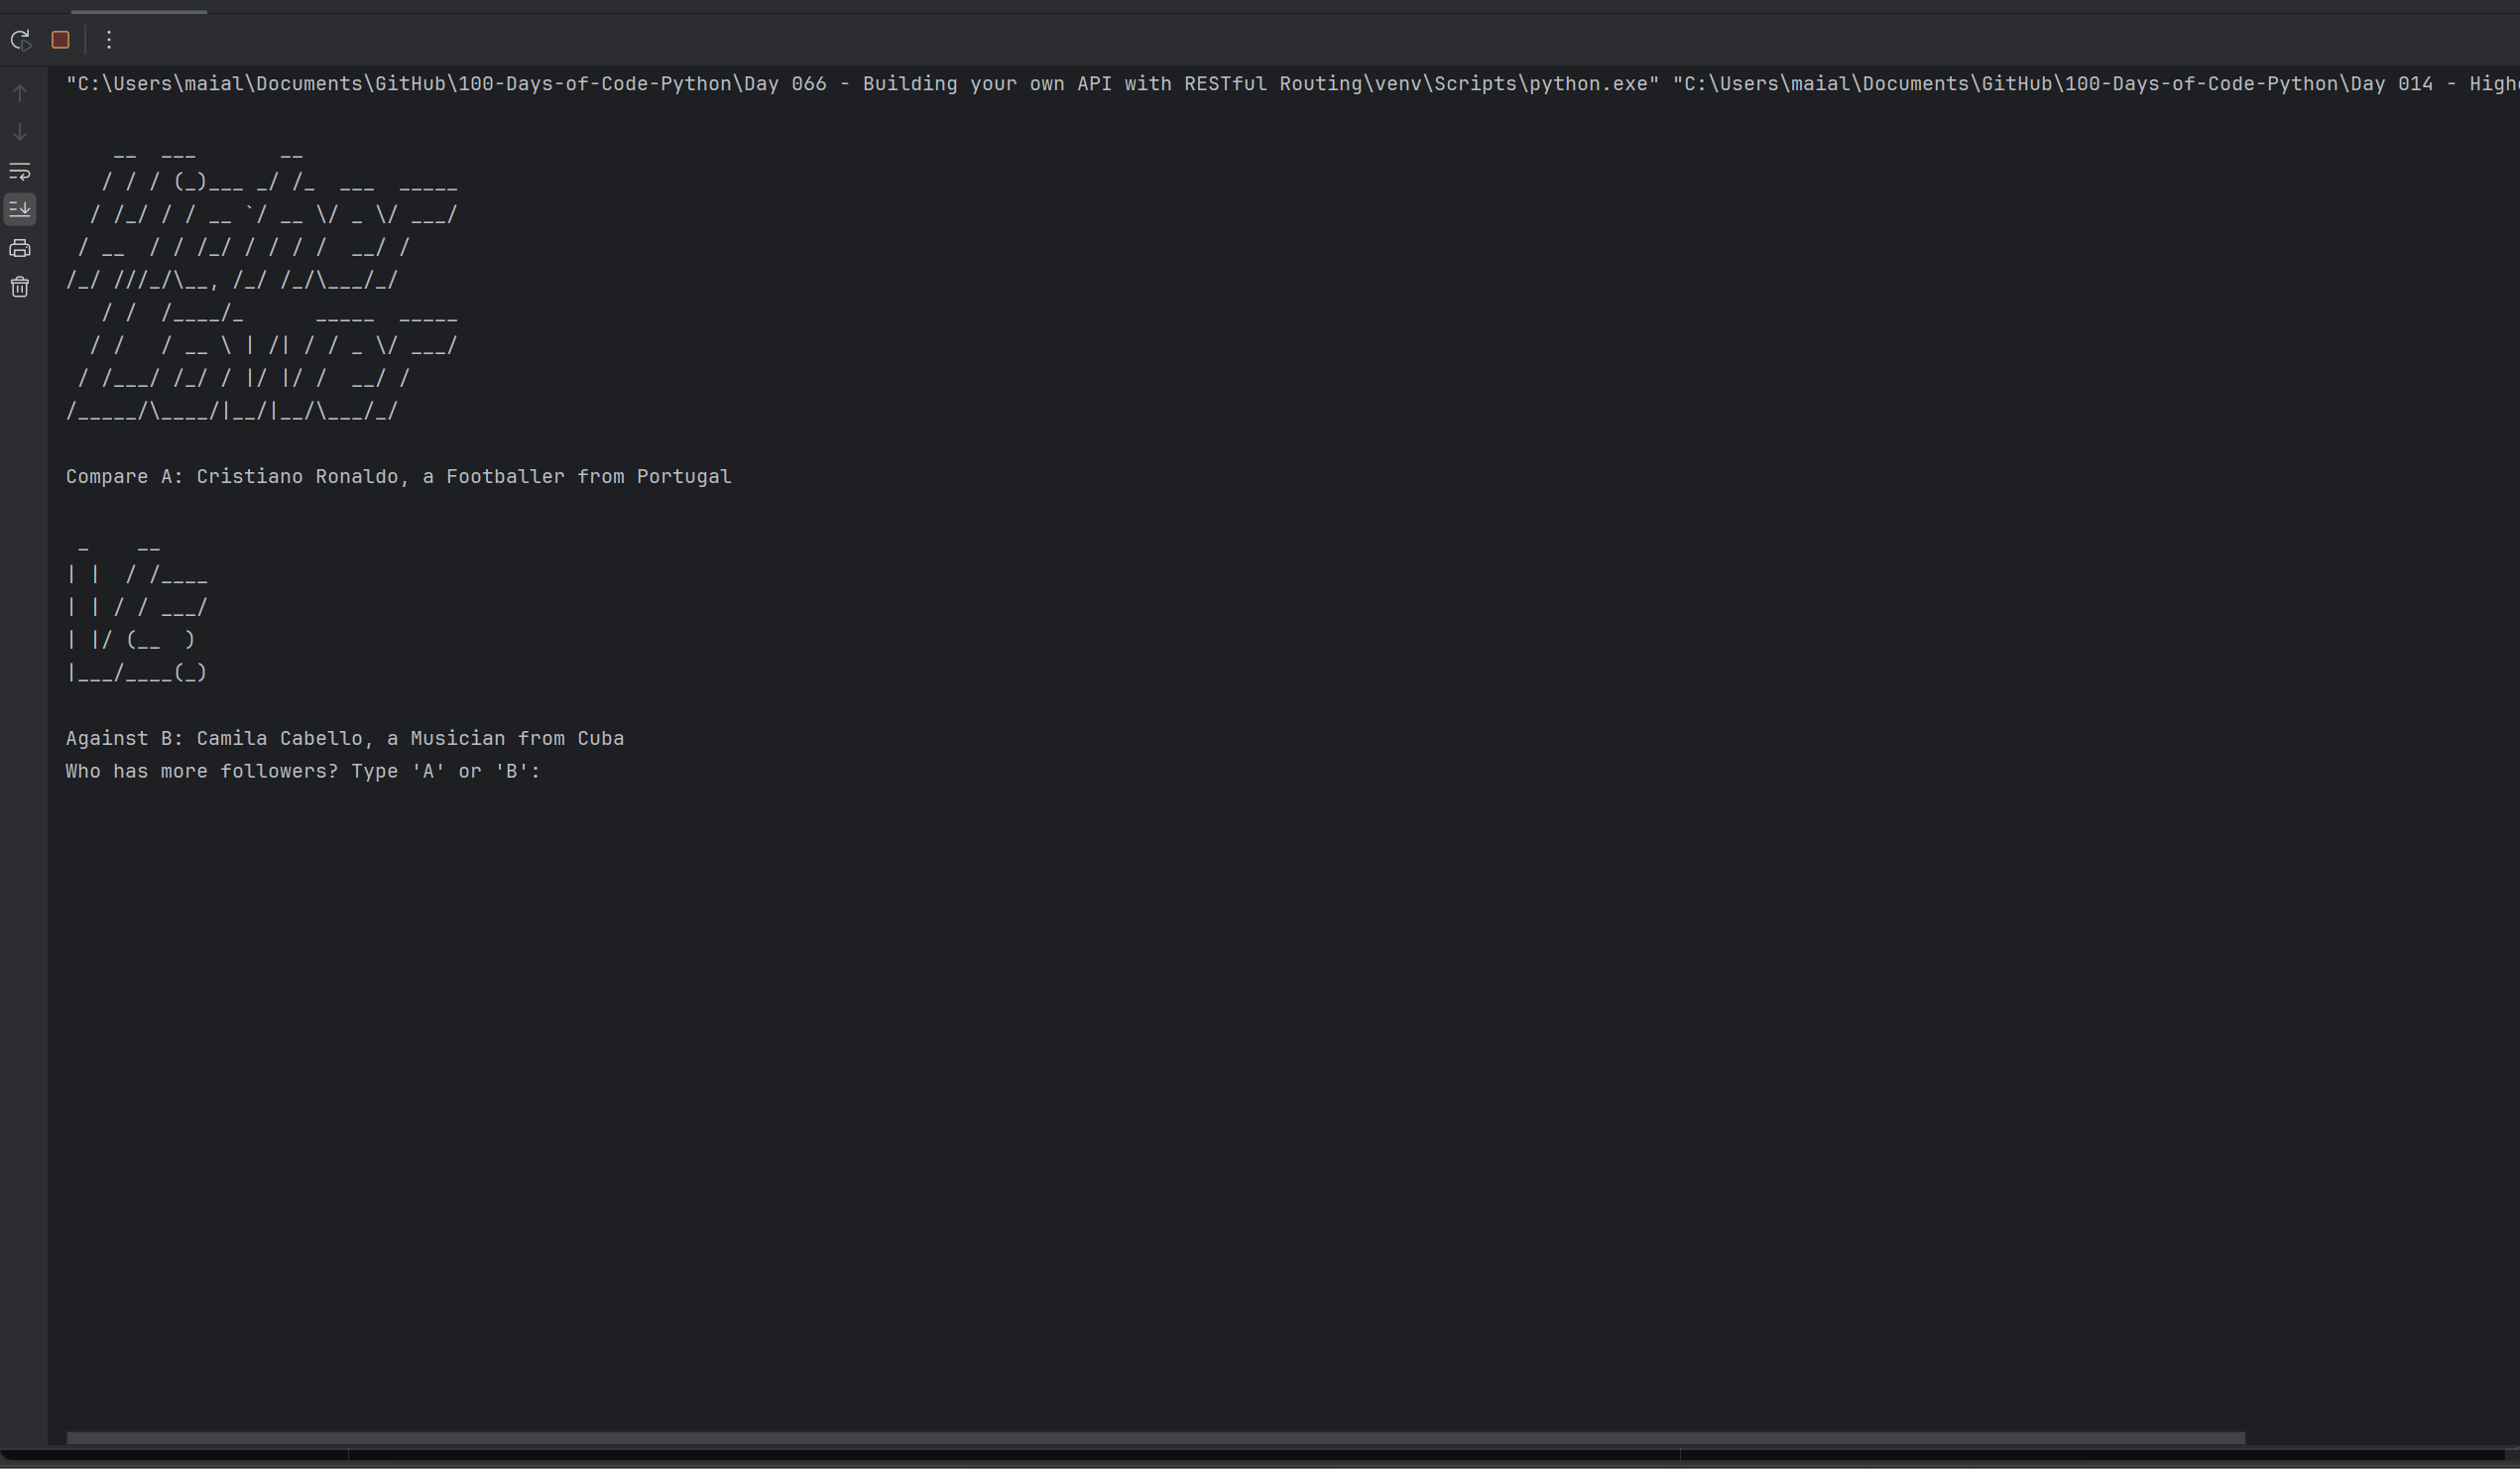 "C:\Users\maial\Documents\GitHub\100-Days-of-Code-Python\Day 066 - Building your own API with RESTful Routing\venv\Scripts\python.exe" "C:\Users\maial\Documents\GitHub\100-Days-of-Code-Python\Day 014 -
    __  ___       __
   / / / (_)___ _/ /_  ___  _____
  / /_/ / / __ `/ __ \/ _ \/ ___/
 / __  / / /_/ / / / /  __/ /
/_/ ///_/\__, /_/ /_/\___/_/
   / /  /____/_      _____  _____
  / /   / __ \ | /| / / _ \/ ___/
 / /___/ /_/ / |/ |/ /  __/ /
/_____/\____/|__/|__/\___/_/
Compare A: Cristiano Ronaldo, a Footballer from Portugal
 _    __
| |  / /____
| | / / ___/
| |/ (__  )
|___/____(_)
Against B: Camila Cabello, a Musician from Cuba
Who has more followers? Type 'A' or 'B':